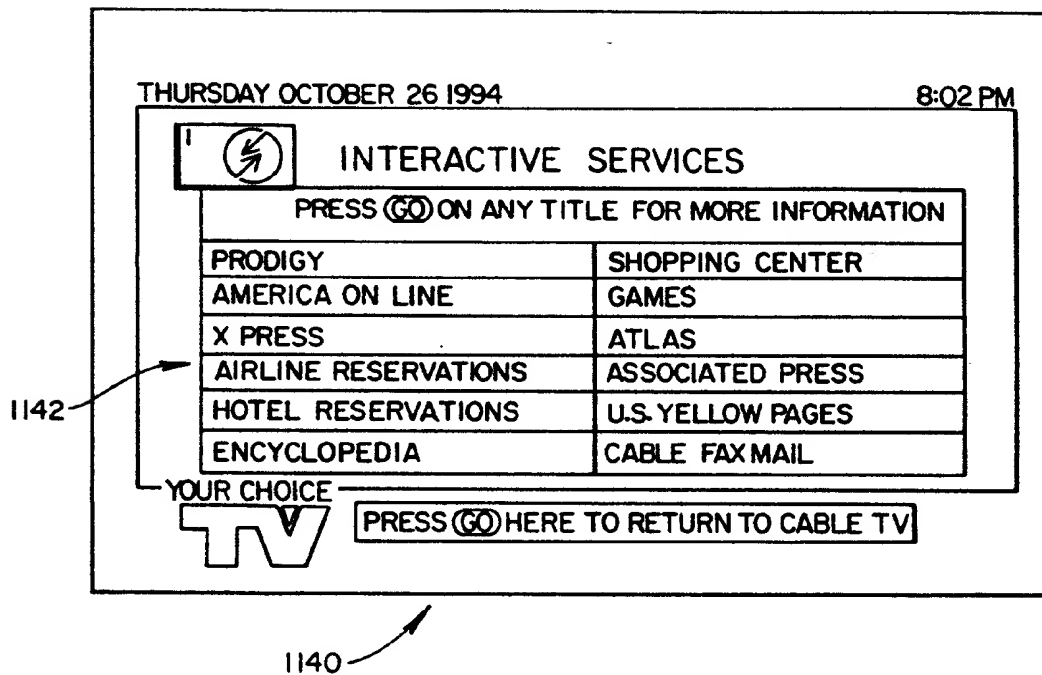 THURSDAY OCTOBER 26 1994 8:02 PM
1
INTERACTIVE SERVICES
PRESS GO ON ANY TITLE FOR MORE INFORMATION
PRODIGY SHOPPING CENTER
AMERICA ON LINE GAMES
X PRESS ATLAS
AIRLINE RESERVATIONS ASSOCIATED PRESS
HOTEL RESERVATIONS U.S. YELLOW PAGES
ENCYCLOPEDIA CABLE FAX MAIL
YOUR CHOICE
TV
PRESS GO HERE TO RETURN TO CABLE TV
1142
1140